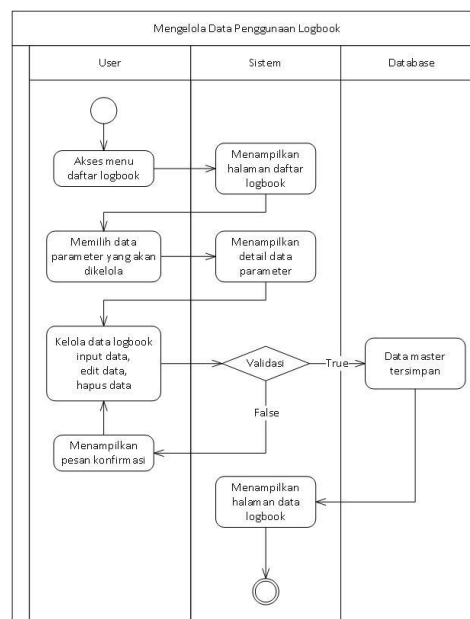 Mengelola Data Penggunaan Logbook
User
Sistem
Database
Akses menu
daftar logbook
Menampilkan
halaman daftar
logbook
Memilih data
parameter yang akan
dikelola
Menampilkan
detail data
parameter
Kelola data logbook
input data,
edit data,
hapus data
Validasi
True
Data master
tersimpan
False
Menampilkan
pesan konfirmasi
Menampilkan
halaman data
logbook